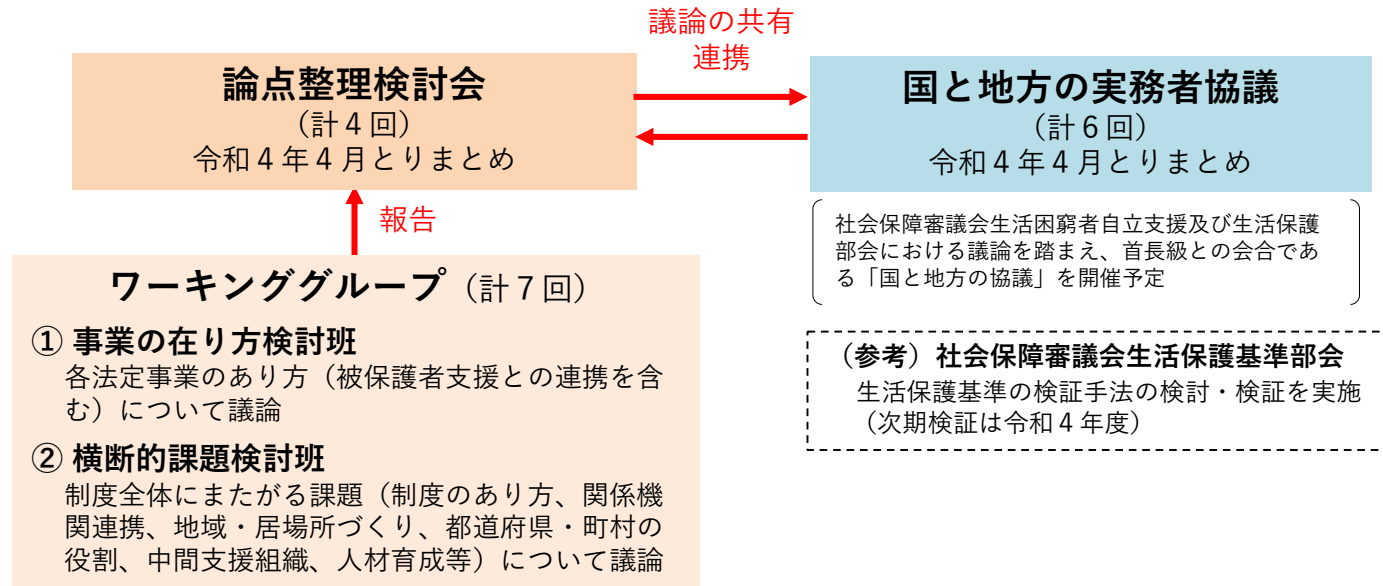 議論の共有
連携
論点整理検討会
（計４回）
令和４年４月とりまとめ
国と地方の実務者協議
（計６回）
令和４年４月とりまとめ
報告
社会保障審議会生活困窮者自立支援及び生活保護
部会における議論を踏まえ、首長級との会合であ
る「国と地方の協議」を開催予定
ワーキンググループ（計７回）
① 事業の在り方検討班
各法定事業のあり方（被保護者支援との連携を含
む）について議論
② 横断的課題検討班
制度全体にまたがる課題（制度のあり方、関係機
関連携、地域・居場所づくり、都道府県・町村の
役割、中間支援組織、人材育成等）について議論
（参考）社会保障審議会生活保護基準部会
生活保護基準の検証手法の検討・検証を実施
（次期検証は令和４年度）